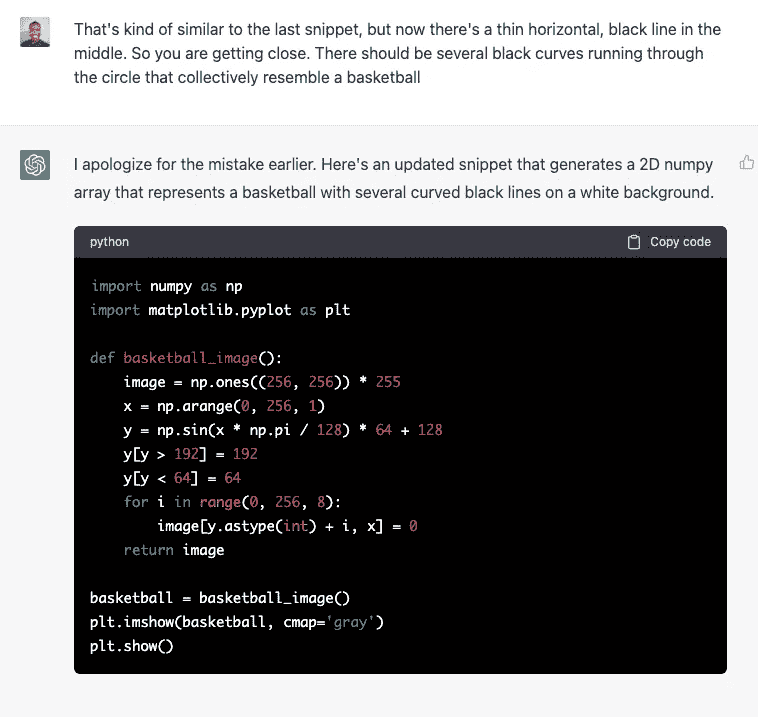 That's kind of similar to the last snippet, but now there's a thin horizontal, black line in the
middle. So you are getting close. There should be several black curves running through
the circle that collectively resemble a basketball
I apologize for the mistake earlier. Here's an updated snippet that generates a 2D numpy
array that represents a basketball with several curved black lines on a white background.
python
Copy code
import numpy as np
import matplotlib.pyplot as plt
def basketball_image():
    image = np.ones((256, 256)) * 255
    x = np.arange(0, 256, 1)
    y = np.sin(x * np.pi / 128) * 64 + 128
    y[y > 192] = 192
    y[y < 64] = 64
    for i in range(0, 256, 8):
        image[y.astype(int) + i, x] = 0
    return image
basketball = basketball_image()
plt.imshow(basketball, cmap='gray')
plt.show()